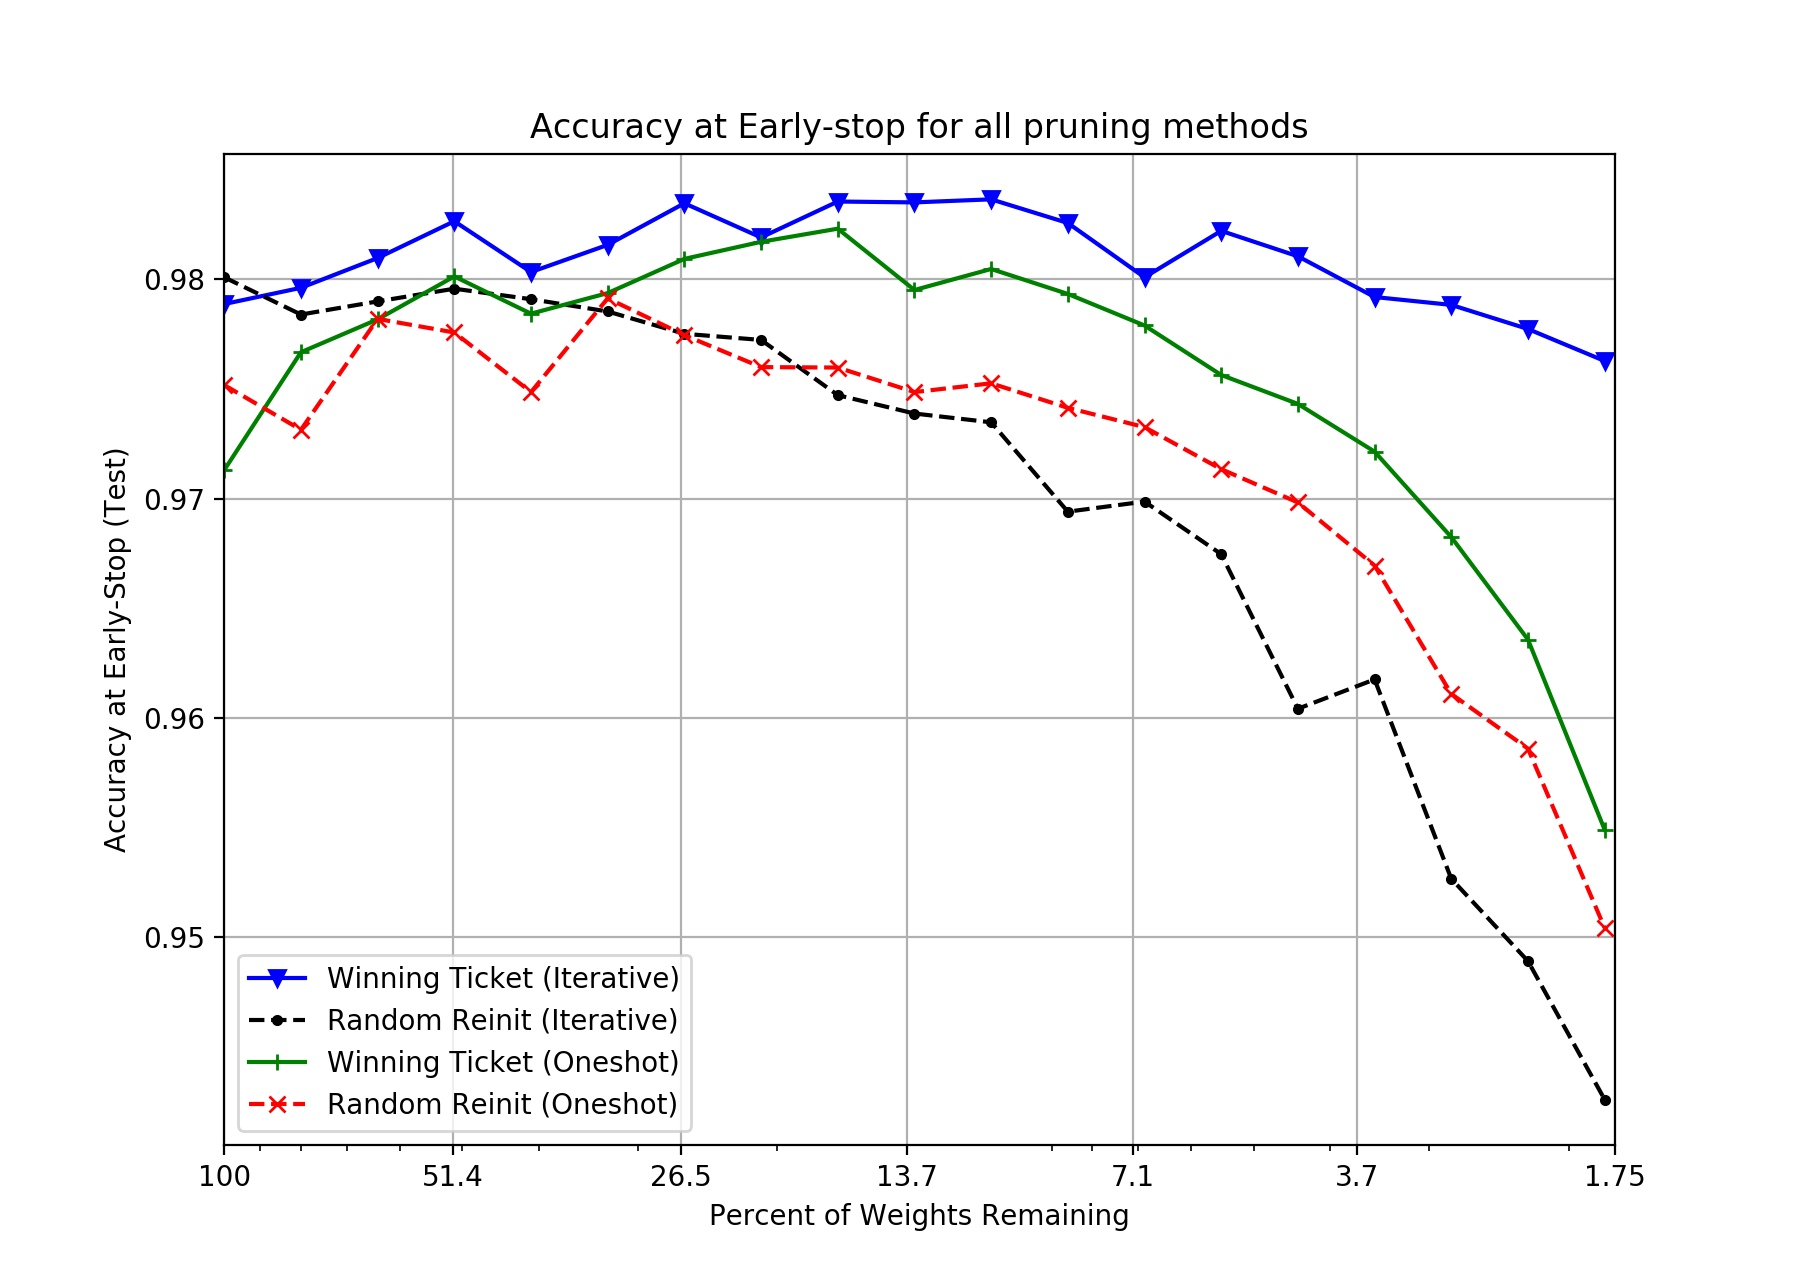 Accuracy at Early-stop for all pruning methods
Accuracy at Early-Stop (Test)
0.98
0.97
0.96
0.95
Winning Ticket (Iterative)
Random Reinit (Iterative)
Winning Ticket (Oneshot)
Random Reinit (Oneshot)
100 51.4 26.5 13.7 7.1 3.7 1.75
Percent of Weights Remaining